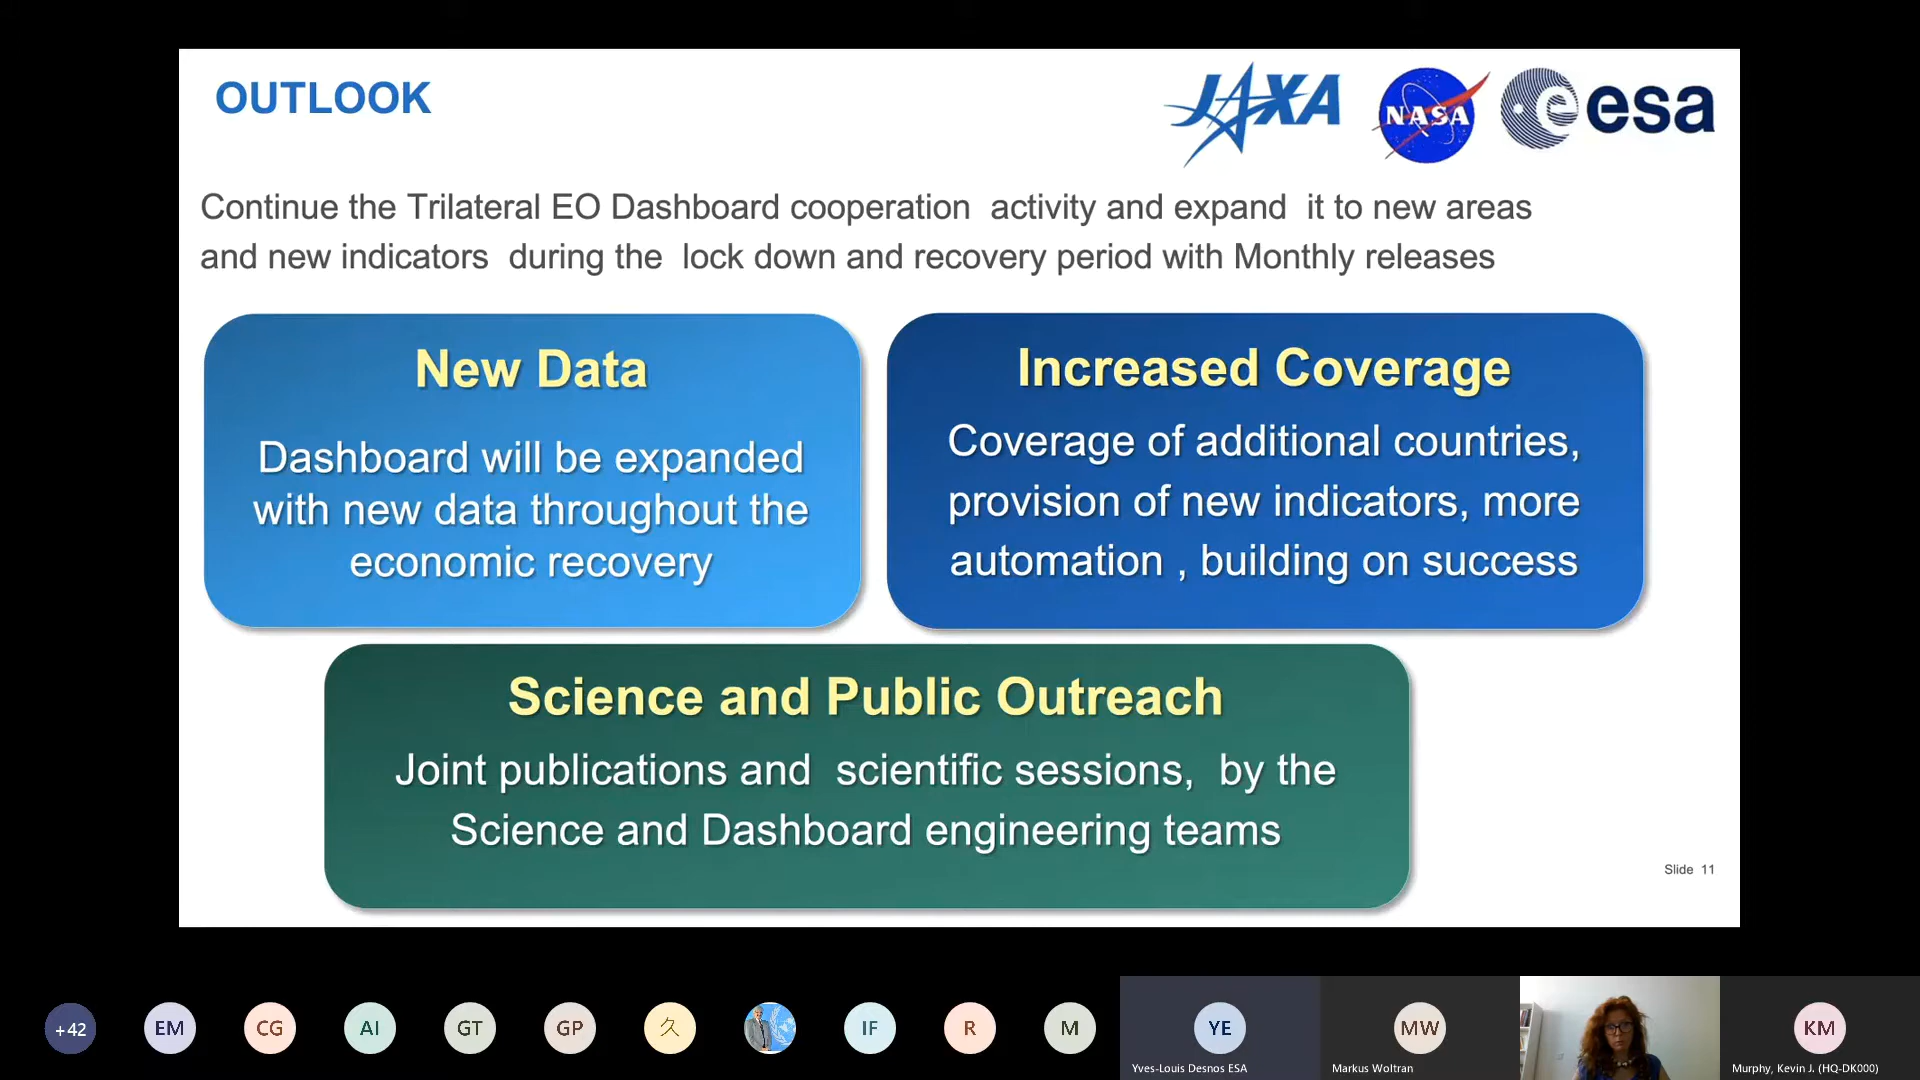 OUTLOOK
JAXA
NASA
esa
Continue the Trilateral EO Dashboard cooperation activity and expand it to new areas
and new indicators during the lock down and recovery period with Monthly releases
New Data
Dashboard will be expanded
with new data throughout the
economic recovery
Increased Coverage
Coverage of additional countries,
provision of new indicators, more
automation , building on success
Science and Public Outreach
Joint publications and scientific sessions, by the
Science and Dashboard engineering teams
Slide 11
+42
EM
CG
AI
GT
GP
久
IF
R
M
YE
Yves-Louis Desnos ESA
MW
Markus Woltran
KM
Murphy, Kevin J. (HQ-DK000)